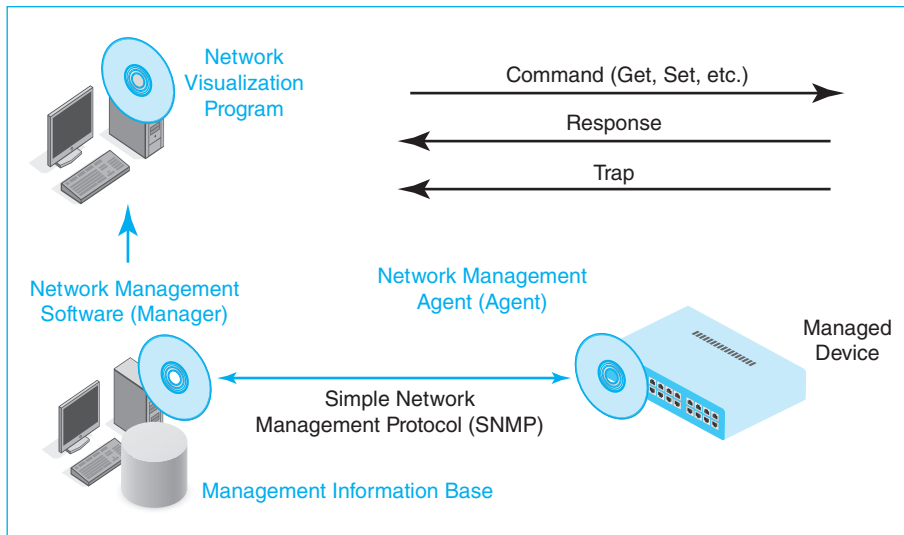 Network
Visualization
Program
Command (Get, Set, etc.)
Response
Trap
Network Management
Software (Manager)
Network Management
Agent (Agent)
Managed
Device
Simple Network
Management Protocol (SNMP)
Management Information Base